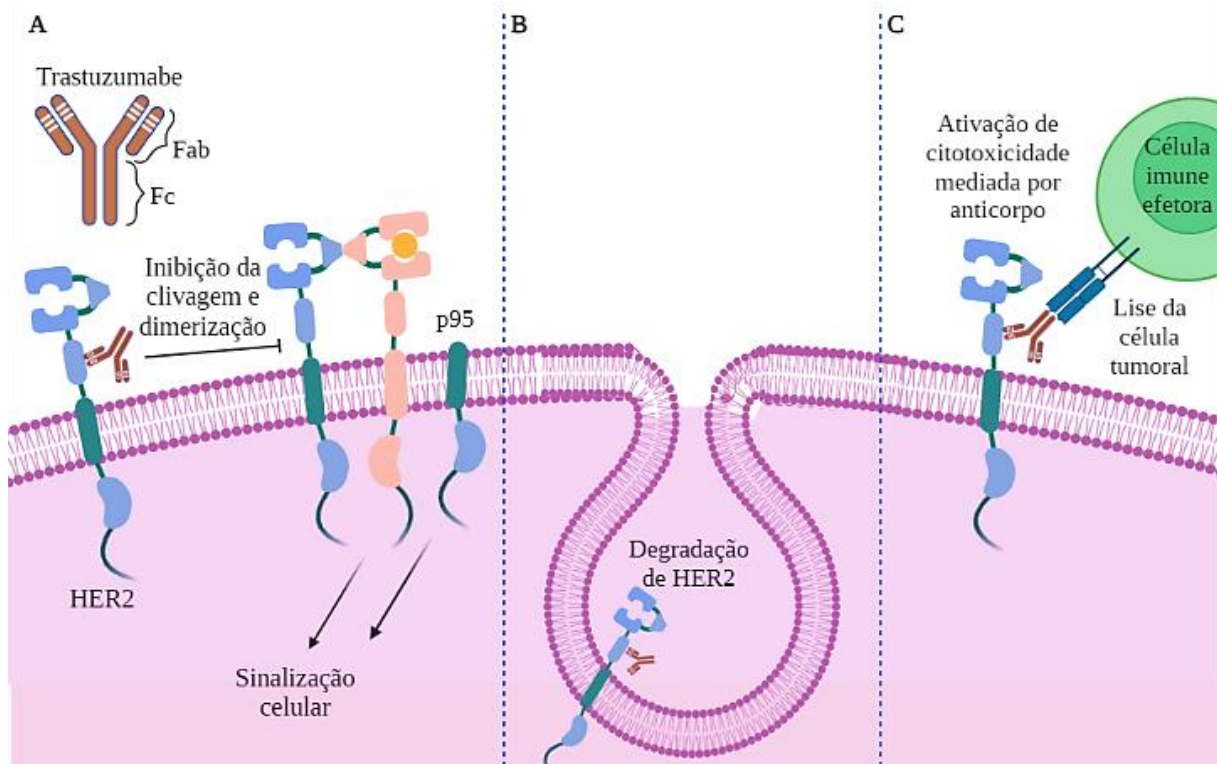 A
Trastuzumabe
Fab
Fc
Inibição da
clivagem e
dimerização
p95
HER2
Sinalização
celular
B
Degradação
de HER2
C
Ativação de
citotoxicidade
mediada por
anticorpo
Célula
imune
efetora
Lise da
célula
tumoral